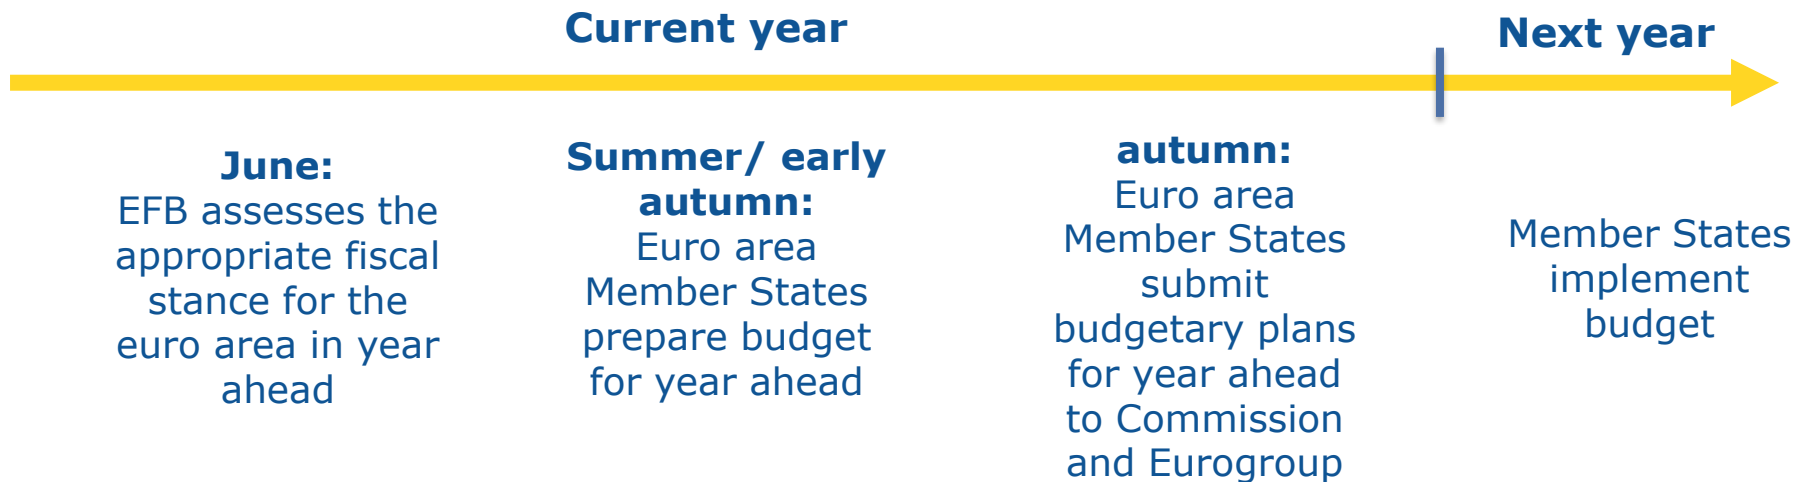 Current year
Next year
June:
EFB assesses the
appropriate fiscal
stance for the
euro area in year
ahead
Summer/ early
autumn:
Euro area
Member States
prepare budget
for year ahead
autumn:
Euro area
Member States
submit
budgetary plans
for year ahead
to Commission
and Eurogroup
Member States
implement
budget